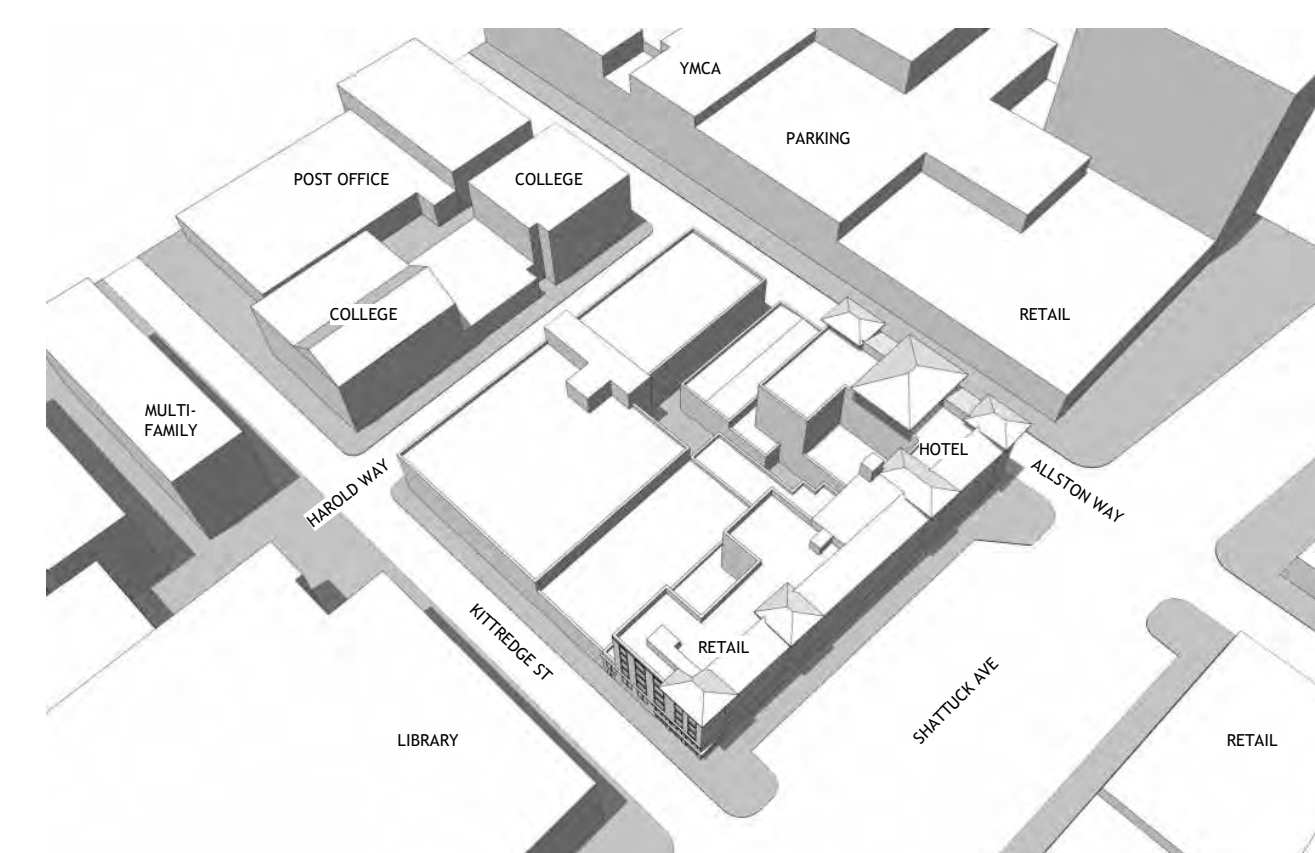 YMCA
PARKING
POST OFFICE
COLLEGE
COLLEGE
RETAIL
MULTI-
FAMILY
HAROLD WAY
HOTEL
ALLSTON WAY
KITTREDGE ST
RETAIL
SHATTUCK AVE
LIBRARY
RETAIL